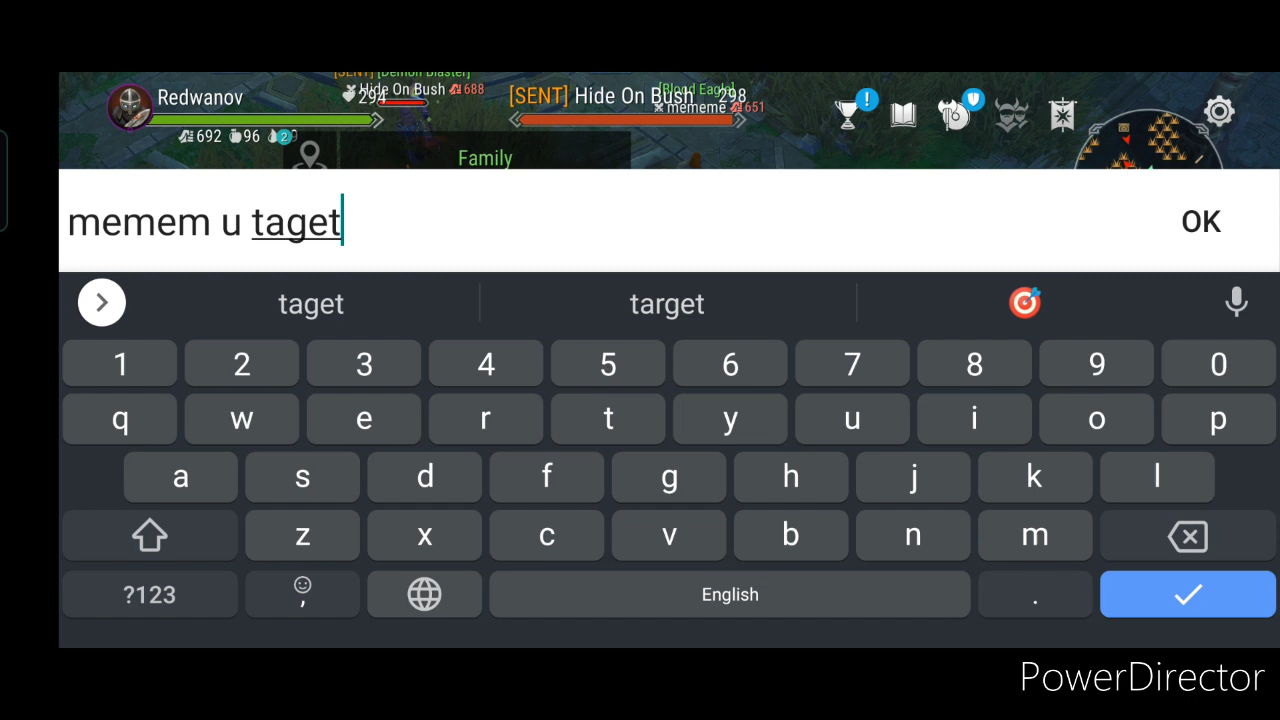 [SENT] [Demon Blaster]
Hide On Bush 688
294
Redwanov
[SENT] Hide On Bush 298
[Blood Eagle]
mememe 651
692 96 2
Family
memem u taget
OK
taget target
1 2 3 4 5 6 7 8 9 0
q w e r t y u i o p
a s d f g h j k l
z x c v b n m
?123 , English .
PowerDirector